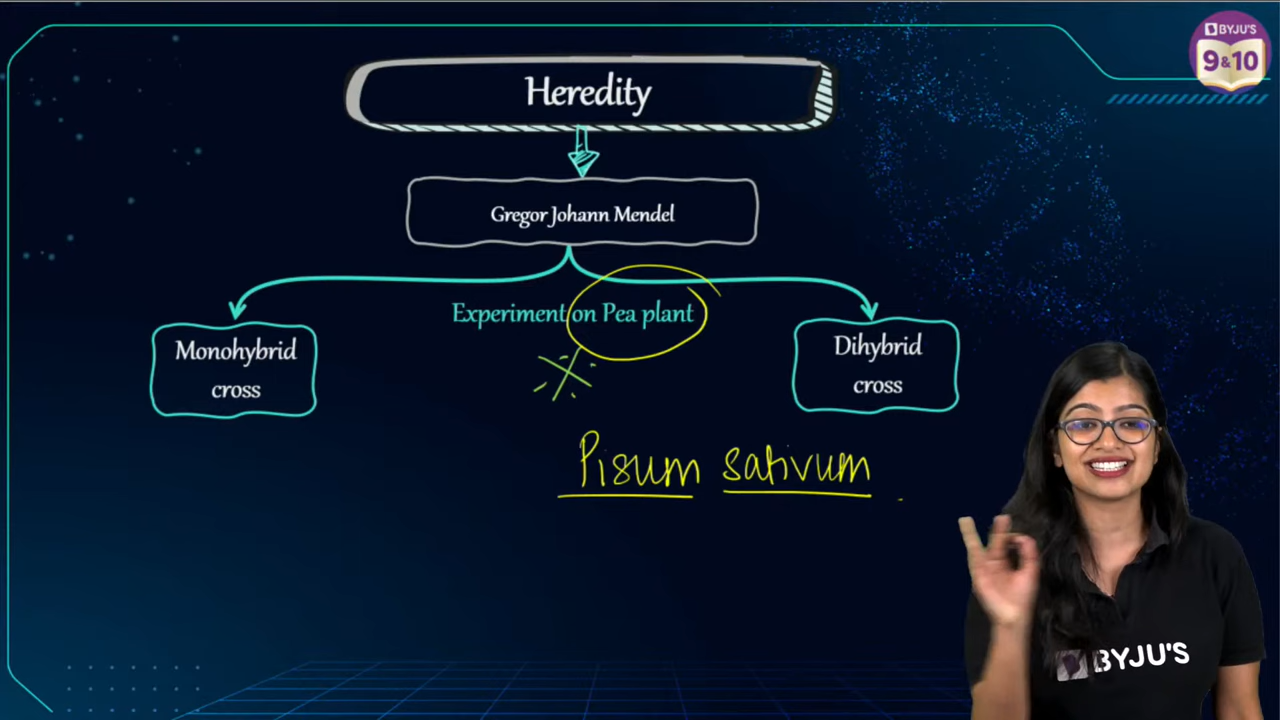 BYJU'S
9&10
Heredity
Gregor Johann Mendel
Experiment on Pea plant
Monohybrid
cross
Dihybrid
cross
Pisum sativum
BYJU'S